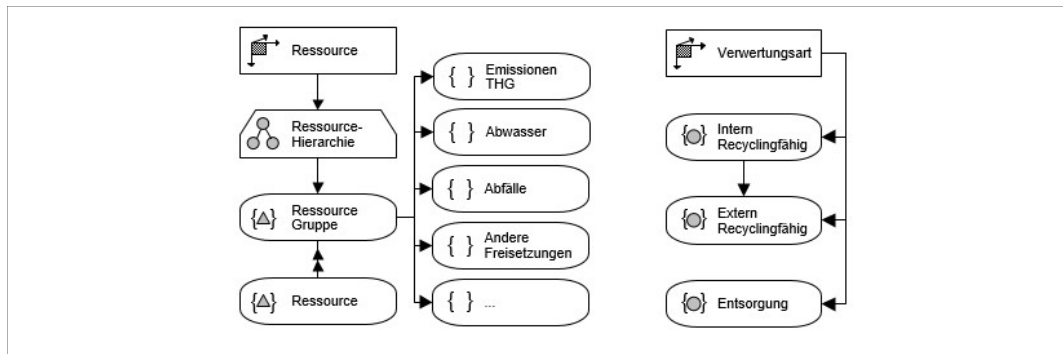 Ressource
Ressource-
Hierarchie
{ } Ressource
Gruppe
{ } Ressource
{ } Emissionen
THG
{ } Abwasser
{ } Abfälle
{ } Andere
Freisetzungen
{ } ...
Verwertungsart
{ } Intern
Recyclingfähig
{ } Extern
Recyclingfähig
{ } Entsorgung